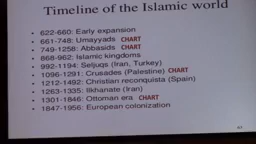 Timeline of the Islamic world
• 622-660: Early expansion
• 661-748: Umayyads CHART
• 749-1258: Abbasids CHART
• 868-962: Islamic kingdoms
• 992-1194: Seljuqs (Iran, Turkey)
• 1096-1291: Crusades (Palestine) CHART
• 1212-1492: Christian reconquista (Spain)
• 1263-1335: Ilkhanate (Iran)
• 1301-1846: Ottoman era CHART
• 1847-1956: European colonization